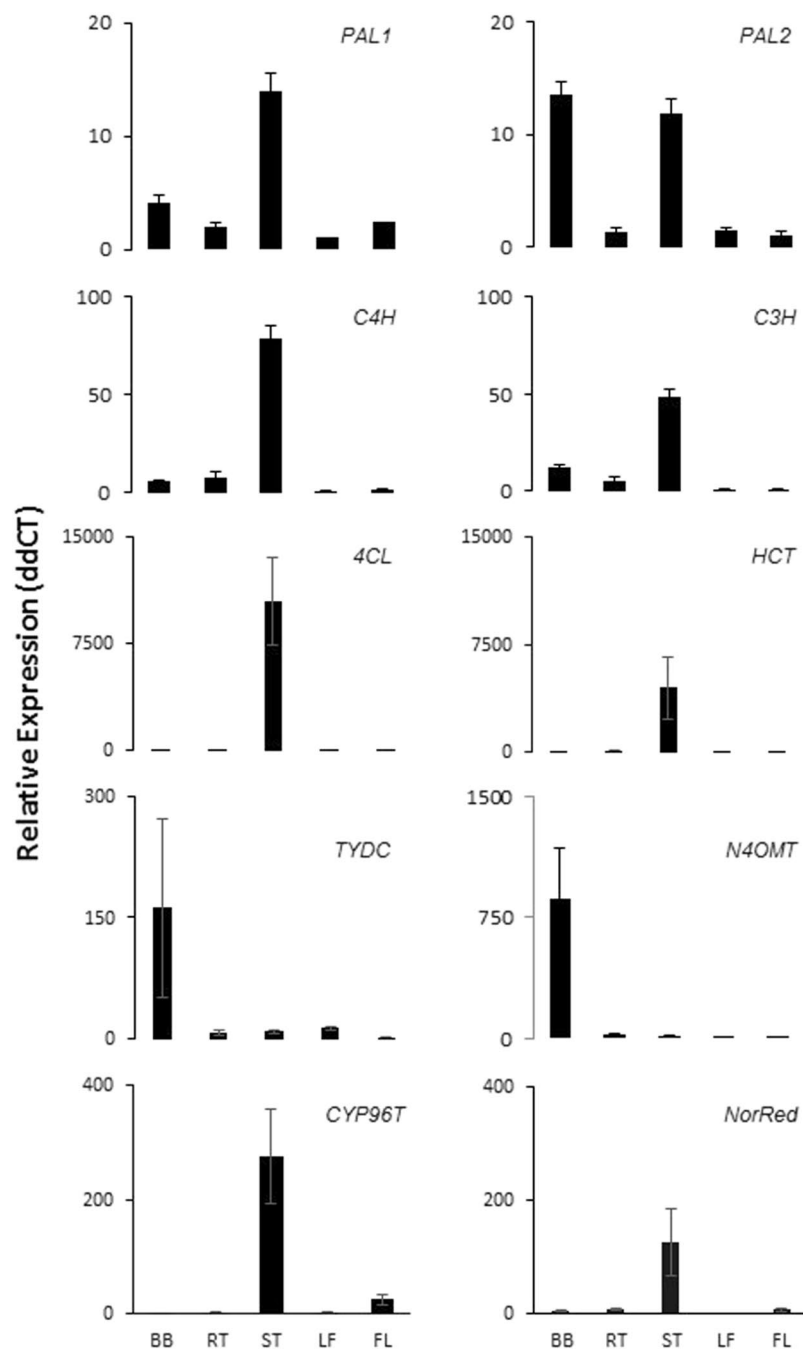 Relative Expression (ddCT)
PAL1
20
10
0
PAL2
20
10
0
C4H
100
50
0
C3H
100
50
0
4CL
15000
7500
0
HCT
15000
7500
0
TYDC
300
150
0
N4OMT
1500
750
0
CYP96T
400
200
0
BB RT ST LF FL
NorRed
400
200
0
BB RT ST LF FL